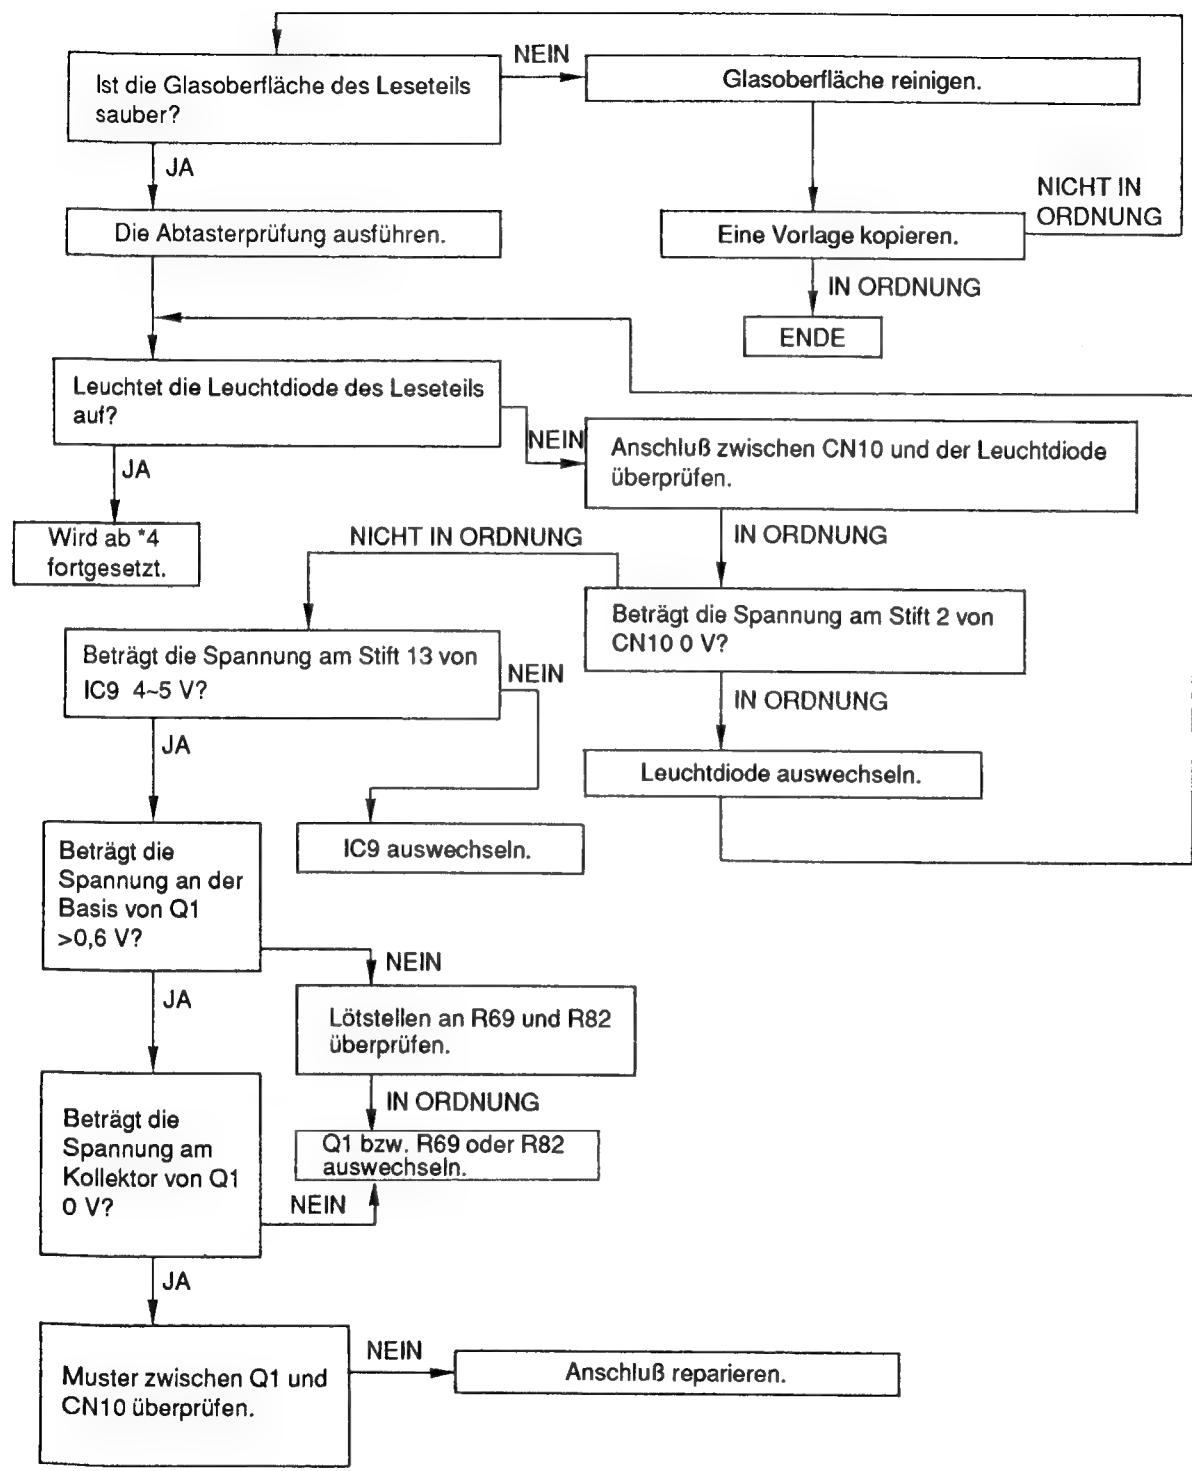 Ist die Glasoberfläche des Leseteils
sauber?
NEIN
Glasoberfläche reinigen.
JA
NICHT IN
ORDNUNG
Die Abtasterprüfung ausführen.
Eine Vorlage kopieren.
IN ORDNUNG
ENDE
Leuchtet die Leuchtdiode des Leseteils
auf?
NEIN
Anschluß zwischen CN10 und der Leuchtdiode
überprüfen.
JA
Wird ab *4
fortgesetzt.
NICHT IN ORDNUNG
IN ORDNUNG
Beträgt die Spannung am Stift 2 von
CN10 0 V?
Beträgt die Spannung am Stift 13 von
IC9 4~5 V?
NEIN
IN ORDNUNG
JA
Leuchtdiode auswechseln.
IC9 auswechseln.
Beträgt die
Spannung an der
Basis von Q1
>0,6 V?
NEIN
JA
Lötstellen an R69 und R82
überprüfen.
IN ORDNUNG
Q1 bzw. R69 oder R82
auswechseln.
Beträgt die
Spannung am
Kollektor von Q1
0 V?
NEIN
JA
Muster zwischen Q1 und
CN10 überprüfen.
NEIN
Anschluß reparieren.